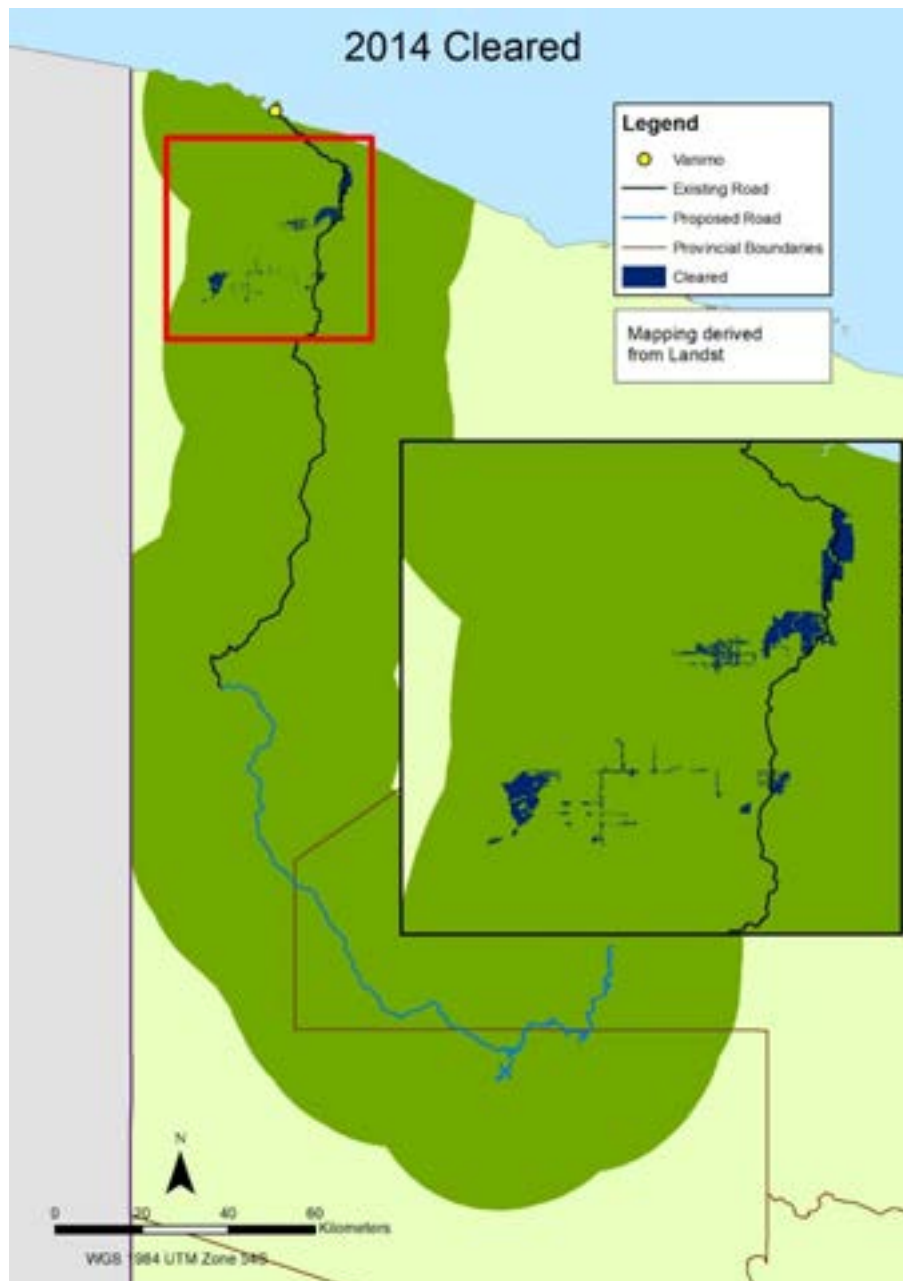 2014 Cleared
Legend
Vanimo
Existing Road
Proposed Road
Provincial Boundaries
Cleared
Mapping derived
from Landst
N
0 20 40 60
Kilometers
WGS 1984 UTM Zone 54S